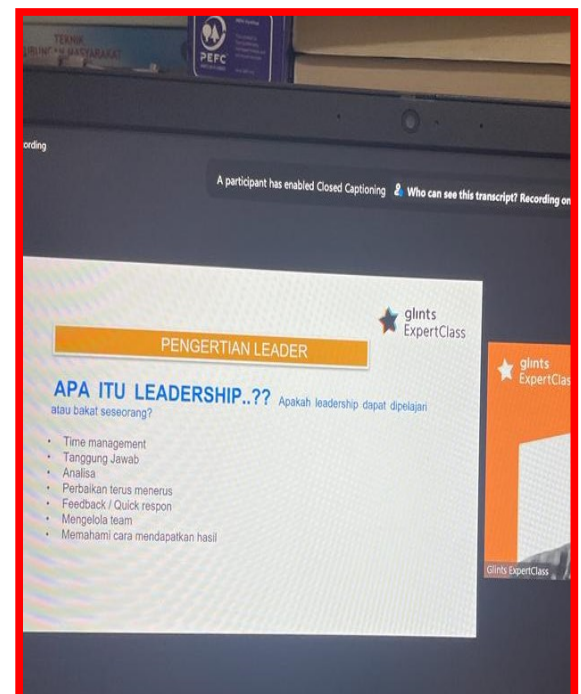 TEKNIK
MASYARAKAT
PEFC
ording
A participant has enabled Closed Captioning Who can see this transcript? Recording on
glints
ExpertClass
PENGERTIAN LEADER
APA ITU LEADERSHIP..?? Apakah leadership dapat dipelajari
atau bakat seseorang?
• Time management
• Tanggung Jawab
• Analisa
• Perbaikan terus menerus
• Feedback / Quick respon
• Mengelola team
• Memahami cara mendapatkan hasil
glints
ExpertClas
Glints ExpertClass